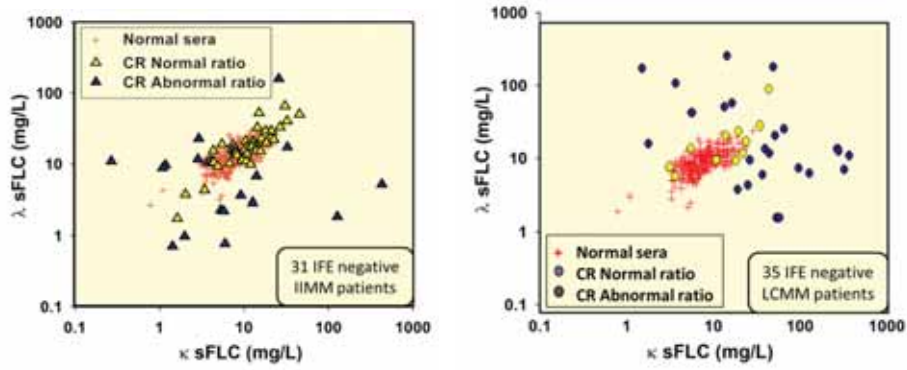 1000
100
10
1
0.1
λ sFLC (mg/L)
Normal sera
CR Normal ratio
CR Abnormal ratio
31 IFE negative
IIMM patients
0.1
1
10
100
1000
κ sFLC (mg/L)
1000
100
10
1
0.1
λ sFLC (mg/L)
Normal sera
CR Normal ratio
CR Abnormal ratio
35 IFE negative
LCMM patients
0.1
1
10
100
1000
κ sFLC (mg/L)